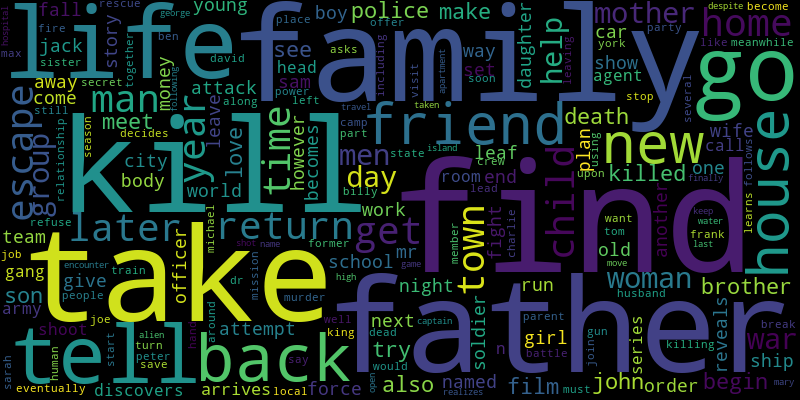 life
family
go
kill
find
take
father
tell
back
new
friend
return
house
home
mother
escape
man
year
time
later
get
town
child
woman
war
group
help
police
make
young
boy
fall
rescue
fire
story
jack
sister
together
george
ben
place
offer
max
hospital
david
asks
see
head
sam
power
left
way
set
including
visit
apartment
soon
daughter
leaving
car
york
agent
show
stop
party
like
despite
become
meanwhile
several
away
come
secret
money
following
attack
along
meet
still
relationship
season
decides
leave
love
however
becomes
city
body
world
travel
taken
camp
part
men
state
island
crew
day
billy
leaf
room
end
lead
death
plan
using
upon
killed
wife
call
one
finally
follows
learns
refuse
team
job
gang
encounter
train
son
give
people
army
joe
officer
michael
shot
name
former
mission
work
school
mr
high
game
member
fight
charlie
night
run
want
tom
move
old
another
frank
keep
water
last
husband
brother
sarah
human
alien
turn
peter
save
start
shoot
dr
murder
hand
around
attempt
king
well
next
dead
captain
try
would
soldier
parent
girl
battle
join
gun
series
killing
reveals
break
ship
eventually
discovers
arrives
local
say
force
open
also
named
n
realizes
film
must
john
order
begin
mary